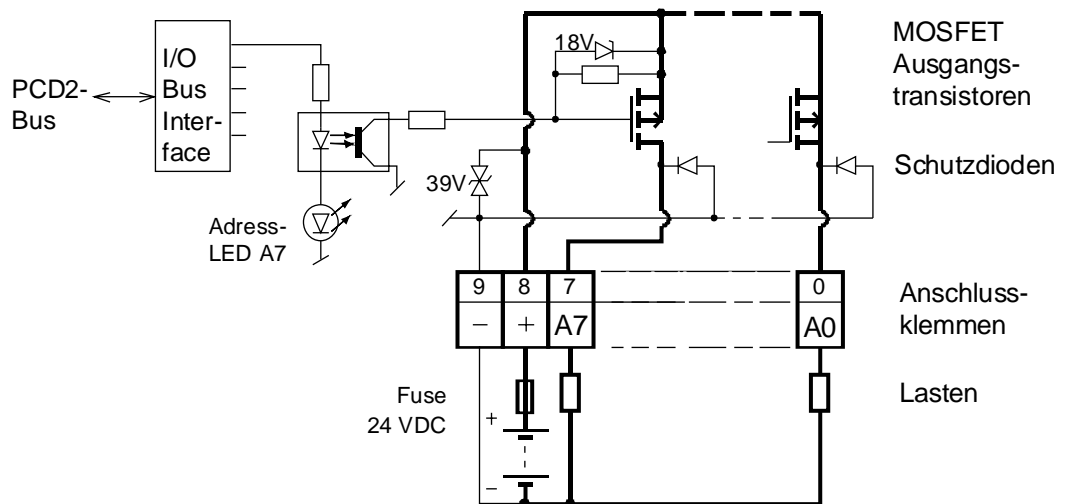 PCD2-
Bus
I/O
Bus
Inter-
face
18V
MOSFET
Ausgangs-
transistoren
39V
Schutzdioden
Adress-
LED A7
9 8 7 0
− + A7 A0
Anschluss-
klemmen
Fuse
24 VDC
+
−
Lasten